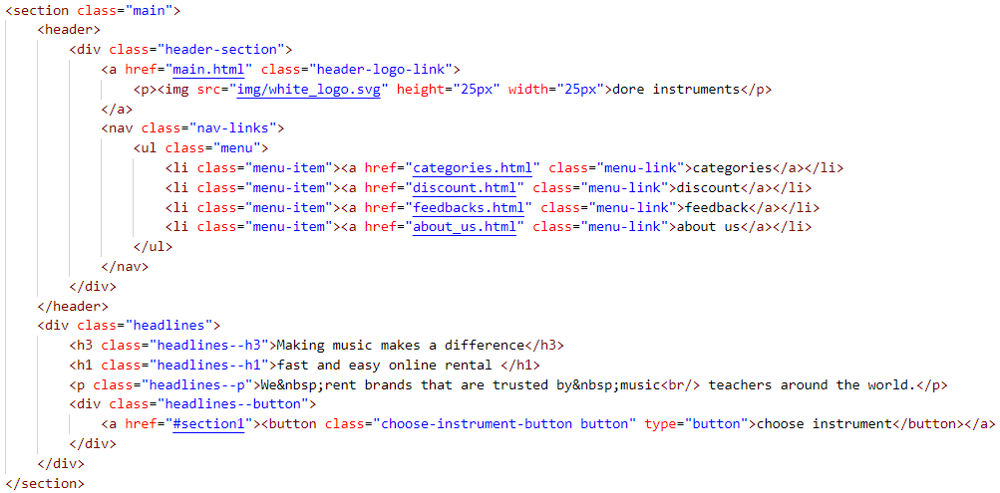 <section class="main">
<header>
<div class="header-section">
<a href="main.html" class="header-logo-link">
<p><img src="img/white_logo.svg" height="25px" width="25px">dore instruments</p>
</a>
<nav class="nav-links">
<ul class="menu">
<li class="menu-item"><a href="categories.html" class="menu-link">categories</a></li>
<li class="menu-item"><a href="discount.html" class="menu-link">discount</a></li>
<li class="menu-item"><a href="feedbacks.html" class="menu-link">feedback</a></li>
<li class="menu-item"><a href="about_us.html" class="menu-link">about us</a></li>
</ul>
</nav>
</div>
</header>
<div class="headlines">
<h3 class="headlines--h3">Making music makes a difference</h3>
<h1 class="headlines--h1">fast and easy online rental </h1>
<p class="headlines--p">We&nbsp;rent brands that are trusted by&nbsp;music<br/> teachers around the world.</p>
<div class="headlines--button">
<a href="#section1"><button class="choose-instrument-button button" type="button">choose instrument</button></a>
</div>
</div>
</section>